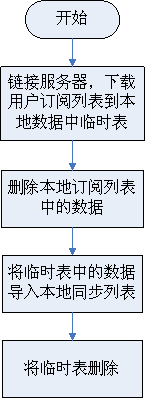 开始
链接服务器，下载
用户订阅列表到本
地数据中临时表
删除本地订阅列表
中的数据
将临时表中的数据
导入本地同步列表
将临时表删除